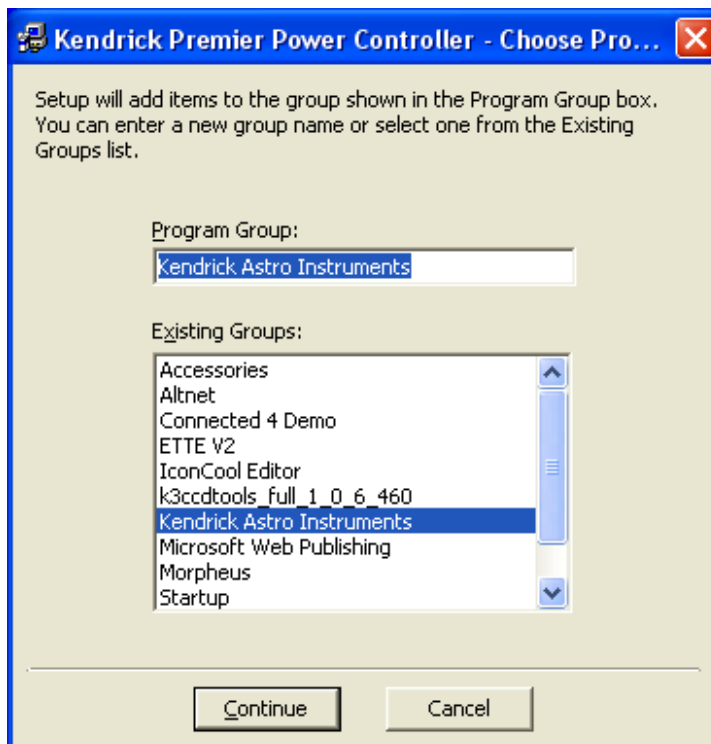 Kendrick Premier Power Controller - Choose Pro...
Setup will add items to the group shown in the Program Group box.
You can enter a new group name or select one from the Existing
Groups list.
Program Group:
Kendrick Astro Instruments
Existing Groups:
Accessories
Altnet
Connected 4 Demo
ETTE V2
IconCool Editor
k3ccdtools_full_1_0_6_460
Kendrick Astro Instruments
Microsoft Web Publishing
Morpheus
Startup
Continue
Cancel